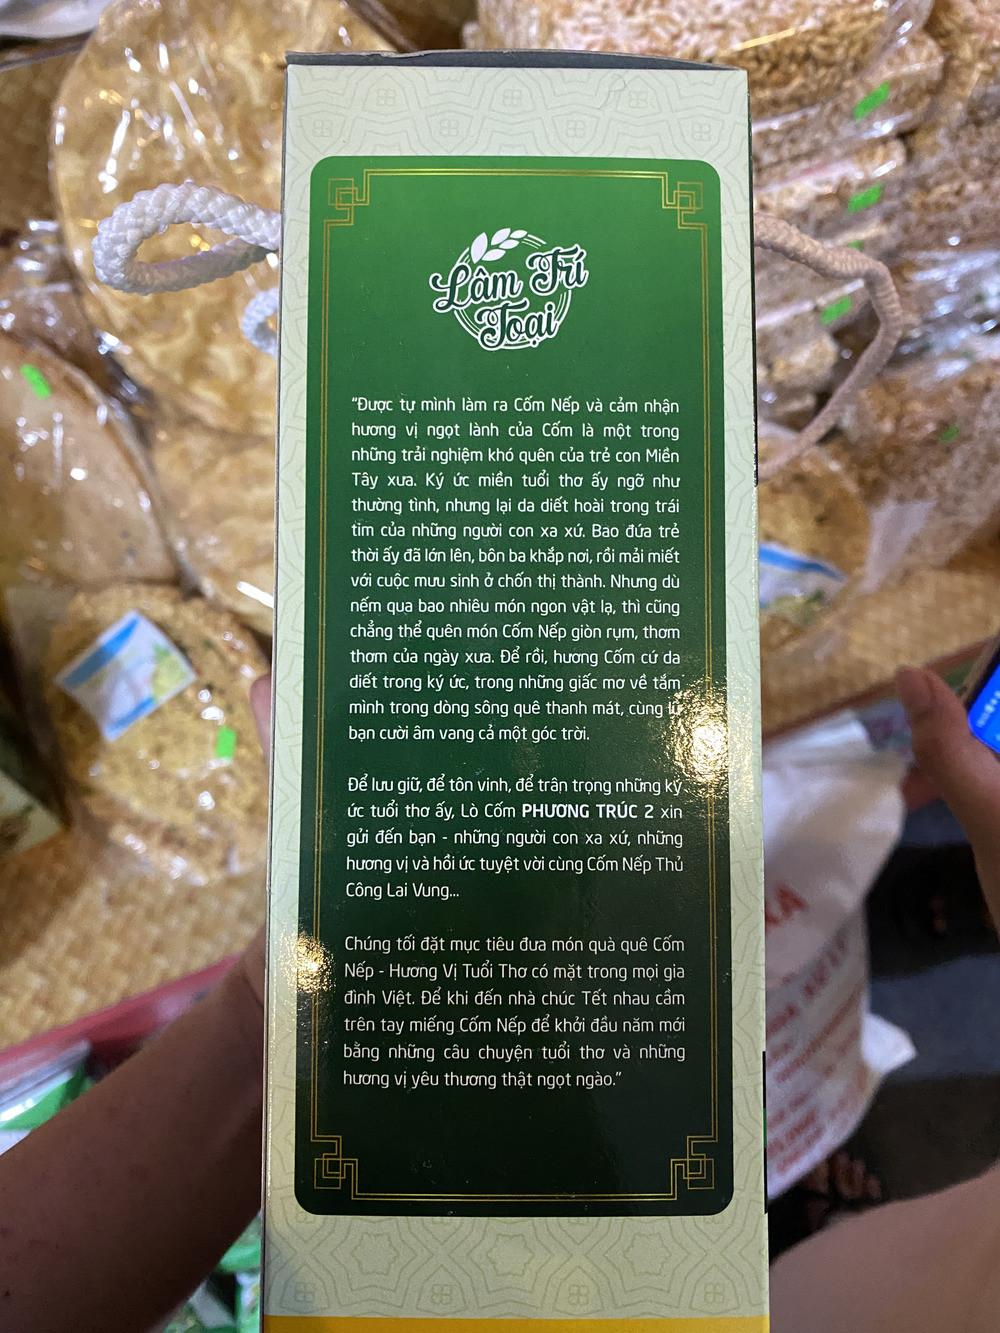 Lâm Trí
Toại
“Được tự mình làm ra Cốm Nếp và cảm nhận
hương vị ngọt lành của Cốm là một trong
những trải nghiệm khó quên của trẻ con Miền
Tây xưa. Ký ức miền tuổi thơ ấy ngỡ như
thường tình, nhưng lại da diết hoài trong trái
tim của những người con xa xứ. Bao đứa trẻ
thời ấy đã lớn lên, bôn ba khắp nơi, rồi mải miết
với cuộc mưu sinh ở chốn thị thành. Nhưng dù
nếm qua bao nhiêu món ngon vật lạ, thì cũng
chẳng thể quên món Cốm Nếp giòn rụm, thơm
thơm của ngày xưa. Để rồi, hương Cốm cứ da
diết trong ký ức, trong những giấc mơ về tắm
mình trong dòng sông quê thanh mát, cùng lũ
bạn cười âm vang cả một góc trời.
Để lưu giữ, để tôn vinh, để trân trọng những ký
ức tuổi thơ ấy, Lò Cốm PHƯƠNG TRÚC 2 xin
gửi đến bạn - những người con xa xứ, những
hương vị và hồi ức tuyệt vời cùng Cốm Nếp Thủ
Công Lai Vung...
Chúng tối đặt mục tiêu đưa món quà quê Cốm
Nếp - Hương Vị Tuổi Thơ có mặt trong mọi gia
đình Việt. Để khi đến nhà chúc Tết nhau cầm
trên tay miếng Cốm Nếp để khởi đầu năm mới
bằng những câu chuyện tuổi thơ và những
hương vị yêu thương thật ngọt ngào.”